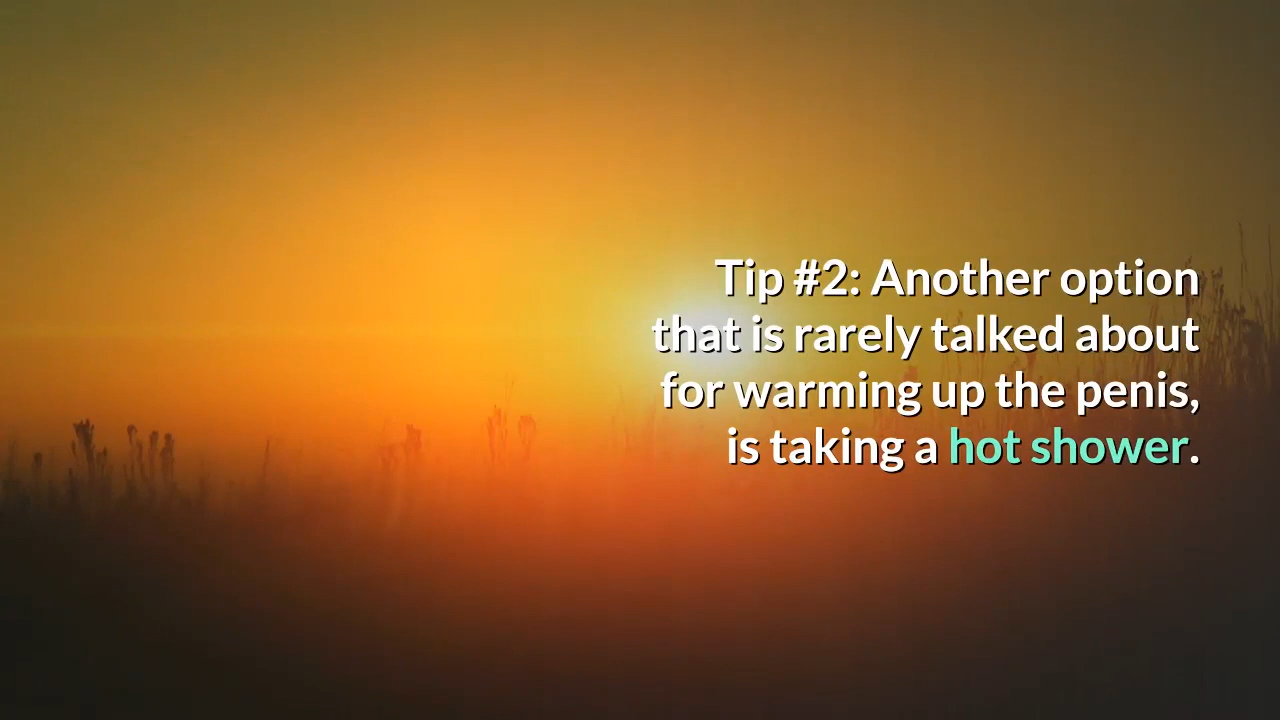 Tip #2: Another option
that is rarely talked about
for warming up the penis,
is taking a hot shower.